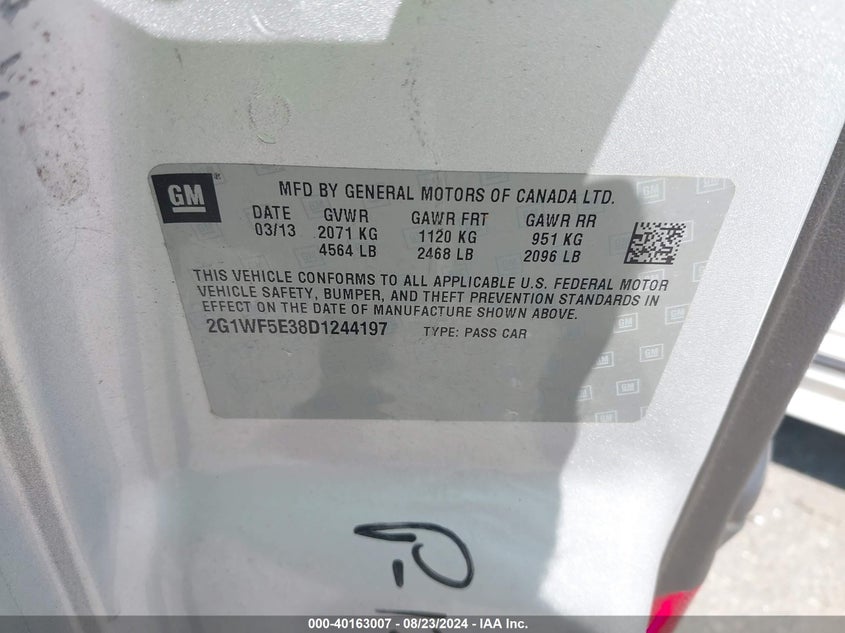 GM
MFD BY GENERAL MOTORS OF CANADA LTD.
DATE GVWR GAWR FRT GAWR RR
03/13 2071 KG 1120 KG 951 KG
4564 LB 2468 LB 2096 LB
THIS VEHICLE CONFORMS TO ALL APPLICABLE U.S. FEDERAL MOTOR
VEHICLE SAFETY, BUMPER, AND THEFT PREVENTION STANDARDS IN
EFFECT ON THE DATE OF MANUFACTURE SHOWN ABOVE.
2G1WF5E38D1244197 TYPE: PASS CAR
000-40163007 - 08/23/2024 - IAA Inc.